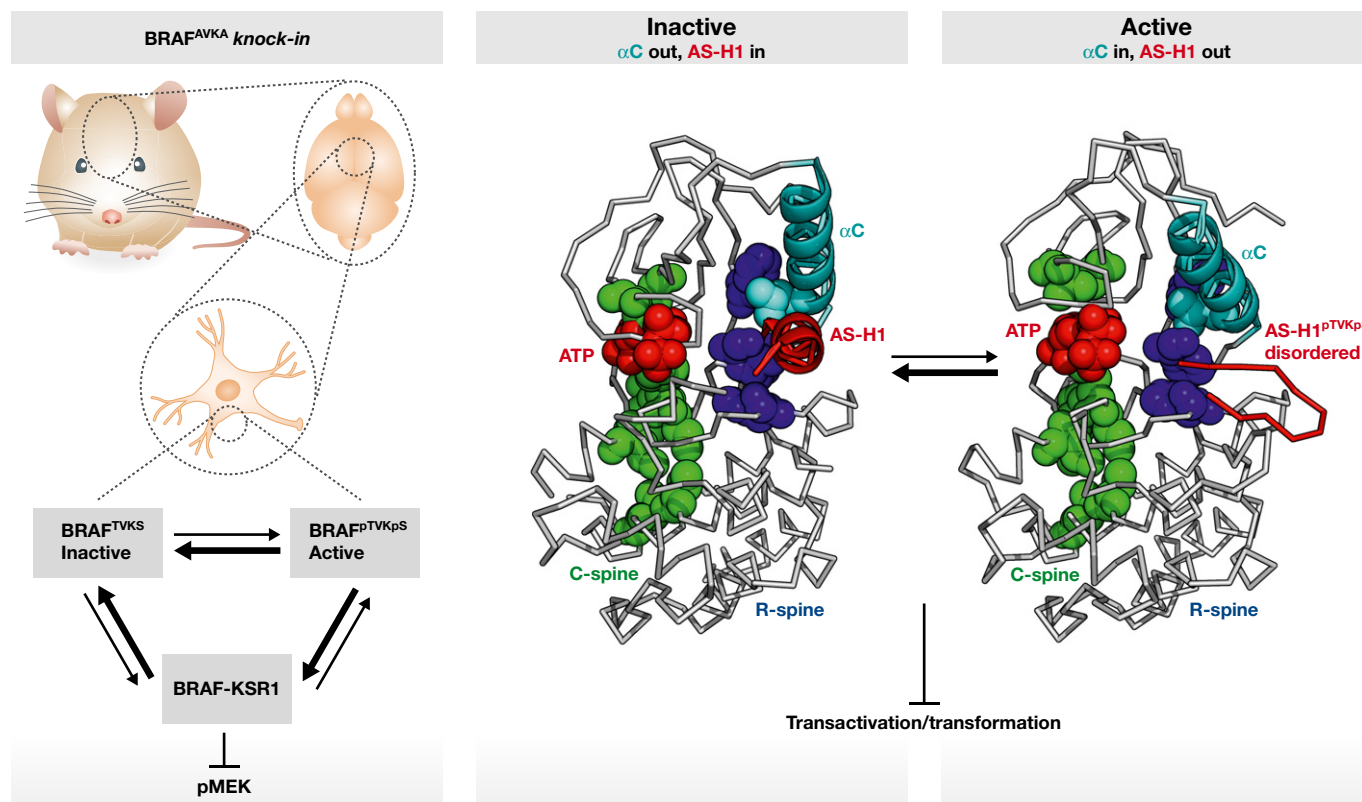 BRAFᴬⱽᴷᴬ knock-in
BRAFᵀⱽᴷˢ
Inactive
BRAFᵖᵀⱽᴷᵖˢ
Active
BRAF-KSR1
pMEK
Inactive
αC out, AS-H1 in
αC
AS-H1
ATP
C-spine
R-spine
Active
αC in, AS-H1 out
αC
ATP
AS-H1ᵖᵀⱽᴷᵖ
disordered
C-spine
R-spine
Transactivation/transformation